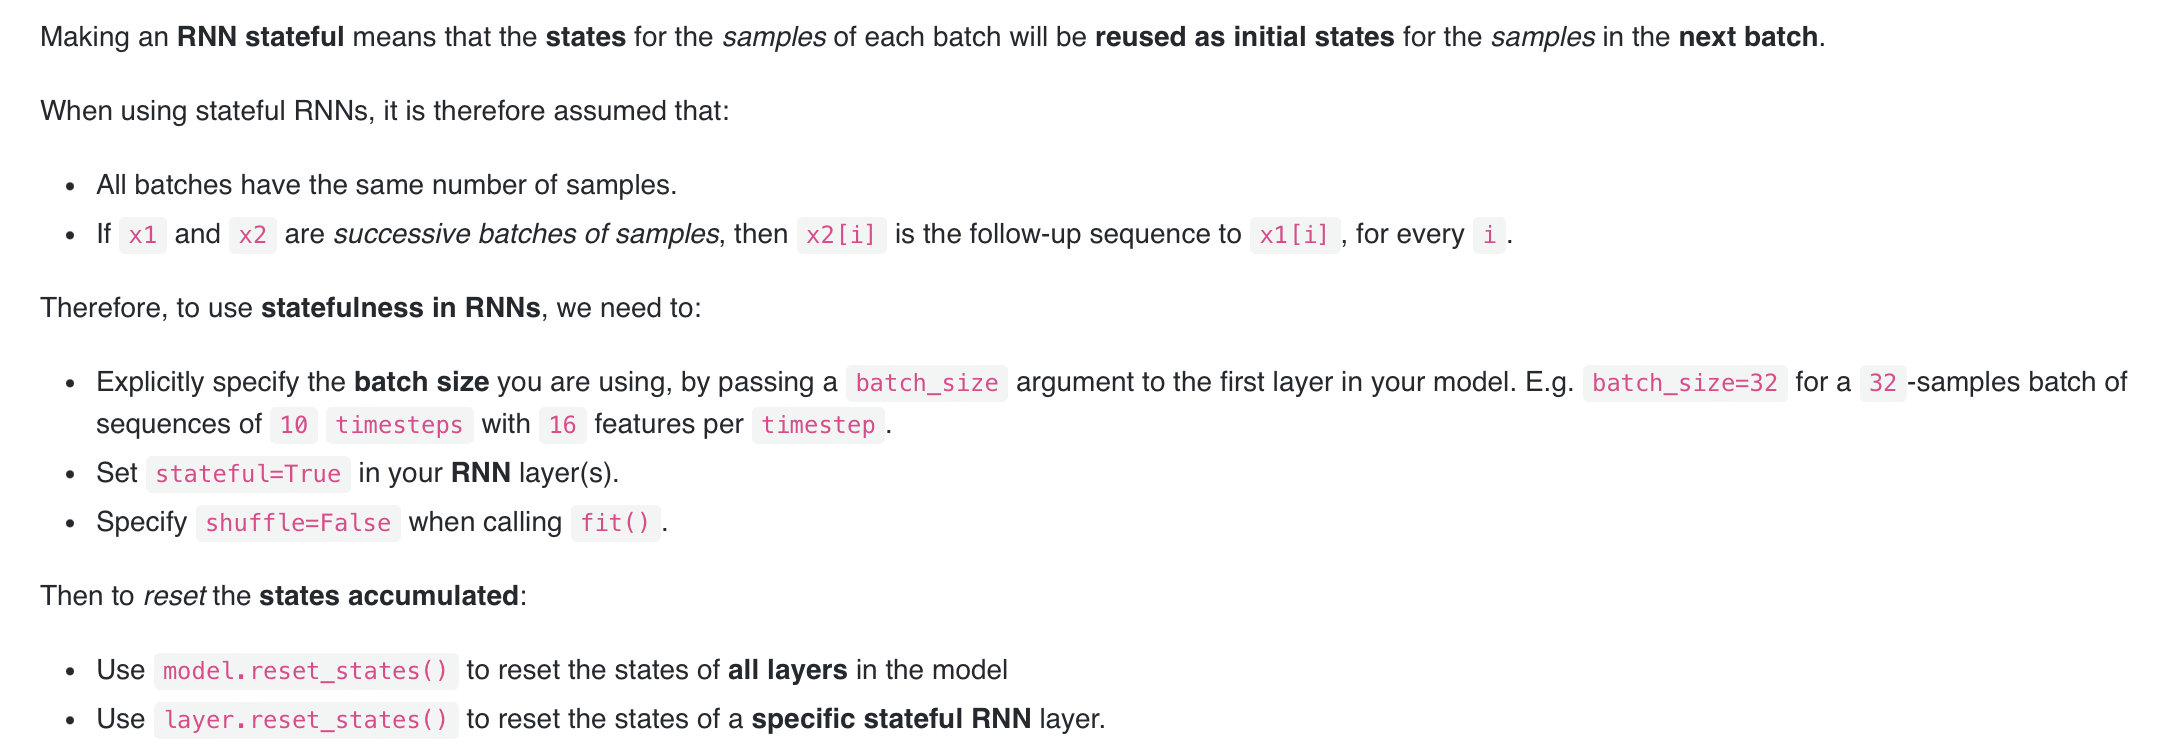 Making an RNN stateful means that the states for the samples of each batch will be reused as initial states for the samples in the next batch.
When using stateful RNNs, it is therefore assumed that:
• All batches have the same number of samples.
• If x1 and x2 are successive batches of samples, then x2[i] is the follow-up sequence to x1[i] , for every i .
Therefore, to use statefulness in RNNs, we need to:
• Explicitly specify the batch size you are using, by passing a batch_size argument to the first layer in your model. E.g. batch_size=32 for a 32 -samples batch of
sequences of 10 timesteps with 16 features per timestep .
• Set stateful=True in your RNN layer(s).
• Specify shuffle=False when calling fit() .
Then to reset the states accumulated:
• Use model.reset_states() to reset the states of all layers in the model
• Use layer.reset_states() to reset the states of a specific stateful RNN layer.